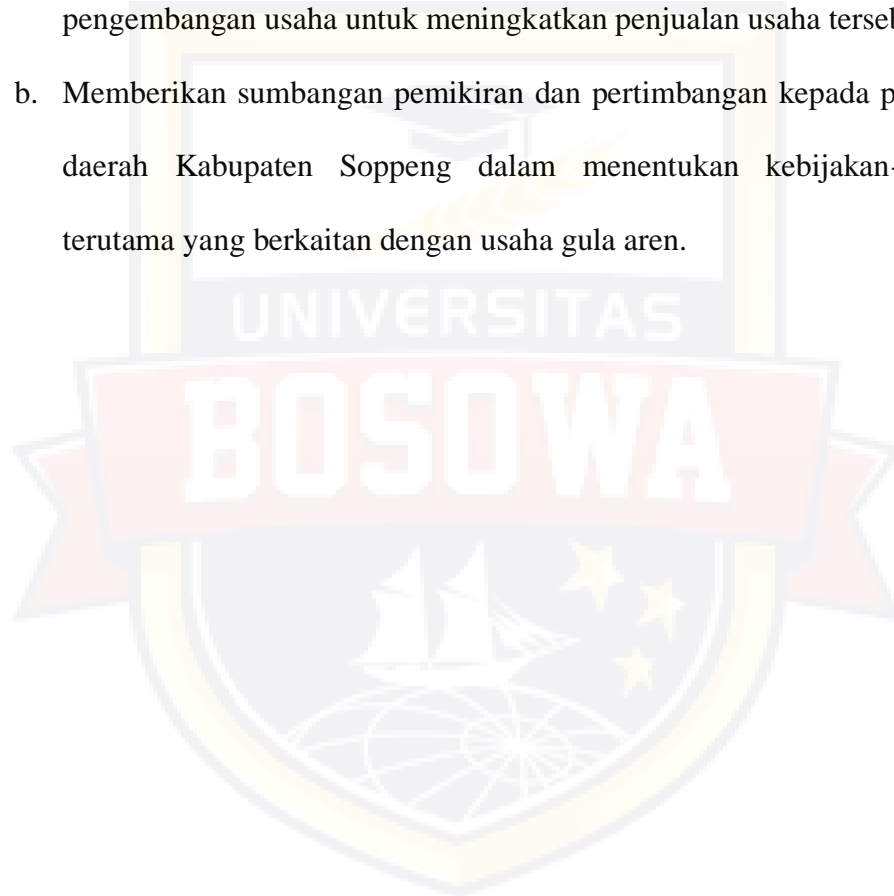 pengembangan usaha untuk meningkatkan penjualan usaha
b. Memberikan sumbangan pemikiran dan pertimbangan kepada
daerah Kabupaten Soppeng dalam menentukan kebijakan-
terutama yang berkaitan dengan usaha gula aren.
UNIVERSITAS
BOSOWA